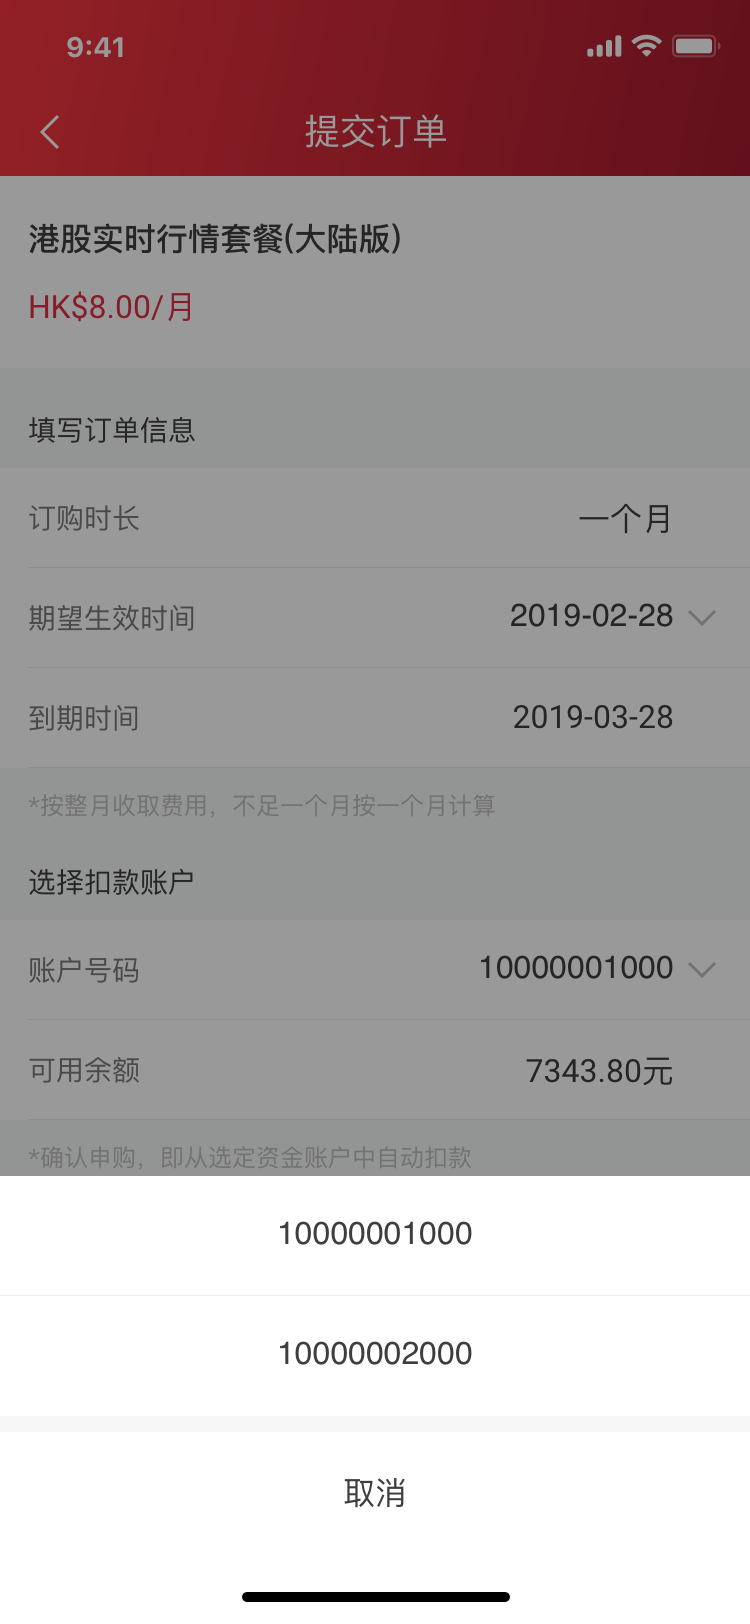 9:41
提交订单
港股实时行情套餐(大陆版)
HK$8.00/月
填写订单信息
订购时长 一个月
期望生效时间 2019-02-28
到期时间 2019-03-28
*按整月收取费用，不足一个月按一个月计算
选择扣款账户
账户号码 10000001000
可用余额 7343.80元
*确认申购，即从选定资金账户中自动扣款
10000001000
10000002000
取消